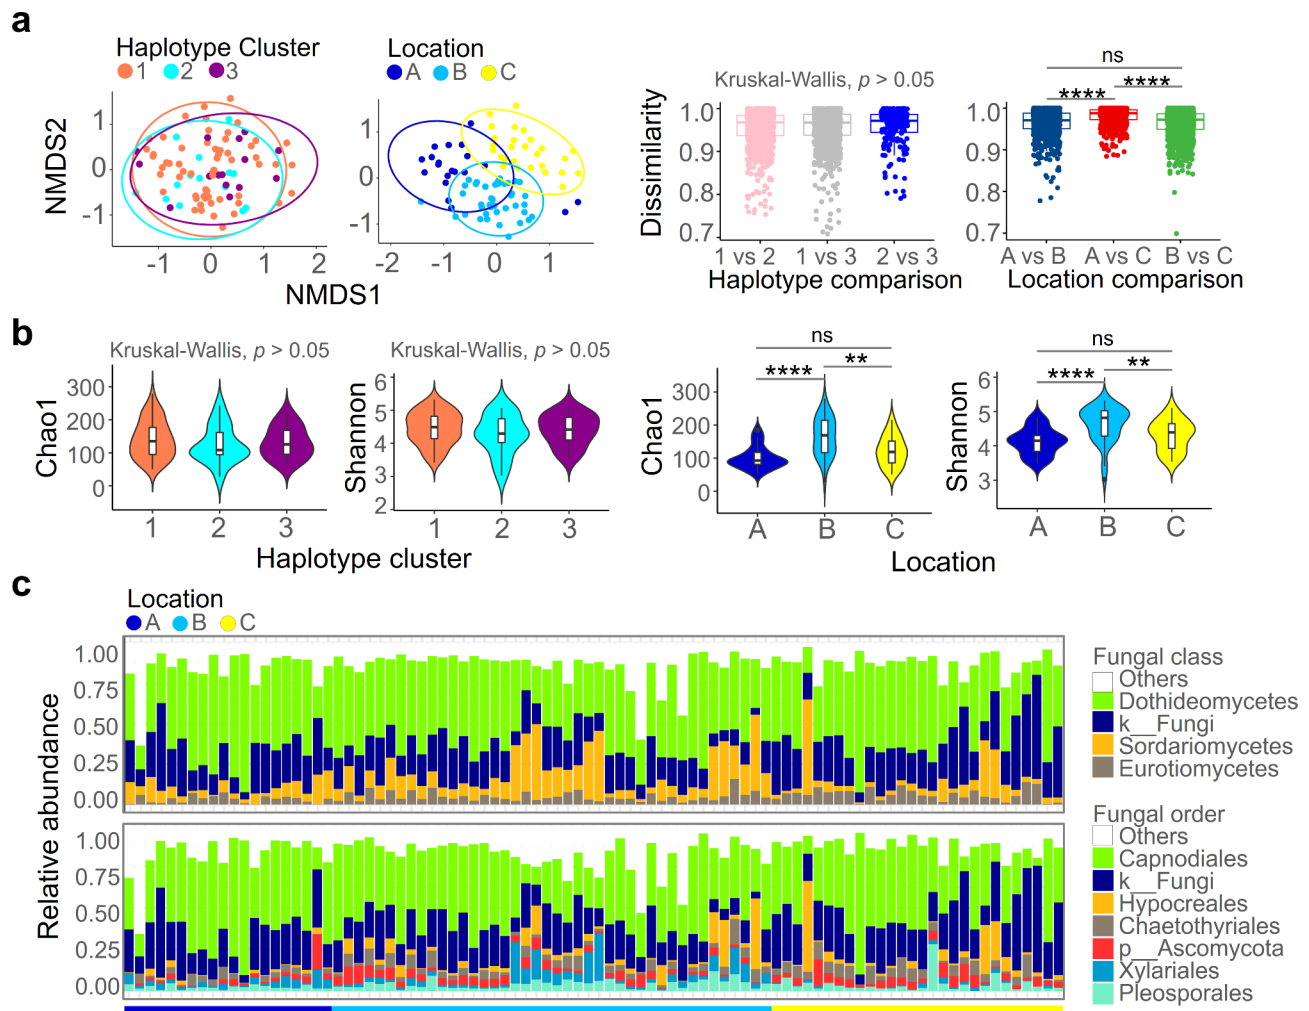 a
Haplotype Cluster
1 2 3
Location
A B C
NMDS2
1
0
-1
-1 0 1 2
1
0
-1
-2 -1 0 1
NMDS1
Kruskal-Wallis, p > 0.05
Dissimilarity
1.0
0.9
0.8
0.7
1 vs 2 1 vs 3 2 vs 3
Haplotype comparison
ns
****
****
1.0
0.9
0.8
0.7
A vs B A vs C B vs C
Location comparison
b
Kruskal-Wallis, p > 0.05
Chao1
300
200
100
0
1 2 3
Kruskal-Wallis, p > 0.05
Shannon
6
5
4
3
2
1 2 3
Haplotype cluster
ns
**** **
Chao1
300
200
100
0
A B C
ns
**** **
Shannon
6
5
4
3
A B C
Location
c
Location
A B C
Relative abundance
1.00
0.75
0.50
0.25
0.00
Fungal class
Others
Dothideomycetes
k__Fungi
Sordariomycetes
Eurotiomycetes
1.00
0.75
0.50
0.25
0.00
Fungal order
Others
Capnodiales
k__Fungi
Hypocreales
Chaetothyriales
p__Ascomycota
Xylariales
Pleosporales